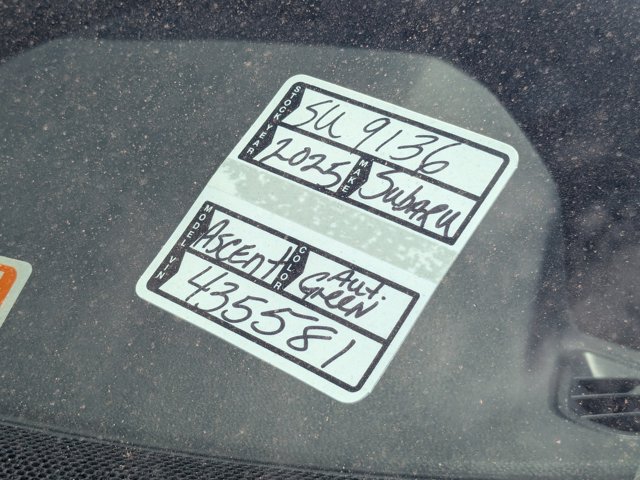 STOCK SU 9136
YEAR 2025 MAKE SUBARU
MODEL ASCENT COLOR Aut. GREEN
VIN 435581